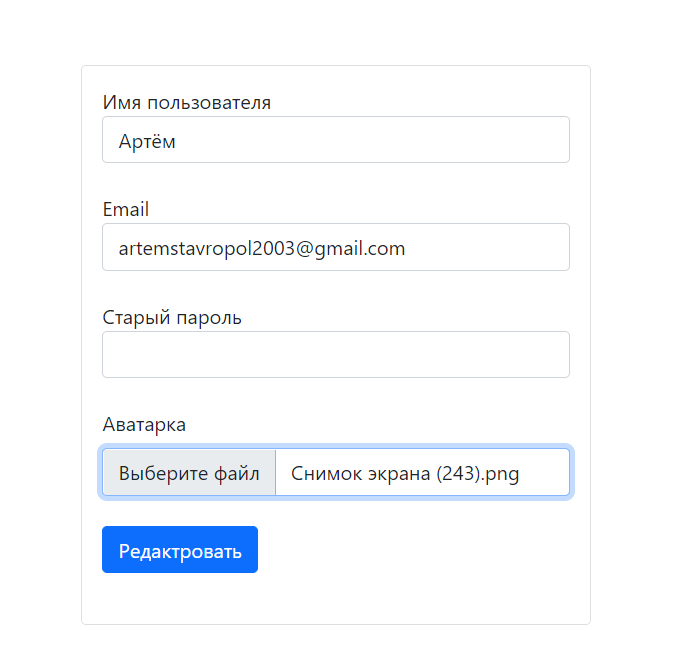 Имя пользователя
Артём
Email
artemstavropol2003@gmail.com
Старый пароль
Аватарка
Выберите файл Снимок экрана (243).png
Редактровать